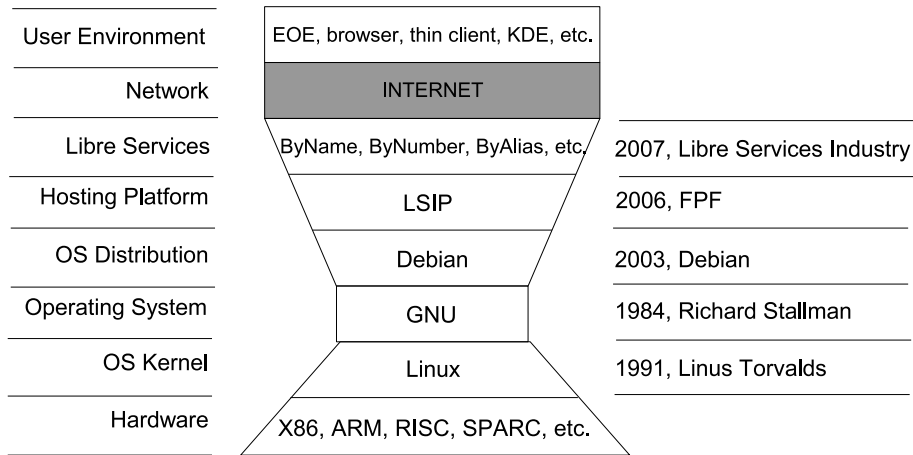 User Environment
EOE, browser, thin client, KDE, etc.
Network
INTERNET
Libre Services
ByName, ByNumber, ByAlias, etc.
2007, Libre Services Industry
Hosting Platform
LSIP
2006, FPF
OS Distribution
Debian
2003, Debian
Operating System
GNU
1984, Richard Stallman
OS Kernel
Linux
1991, Linus Torvalds
Hardware
X86, ARM, RISC, SPARC, etc.